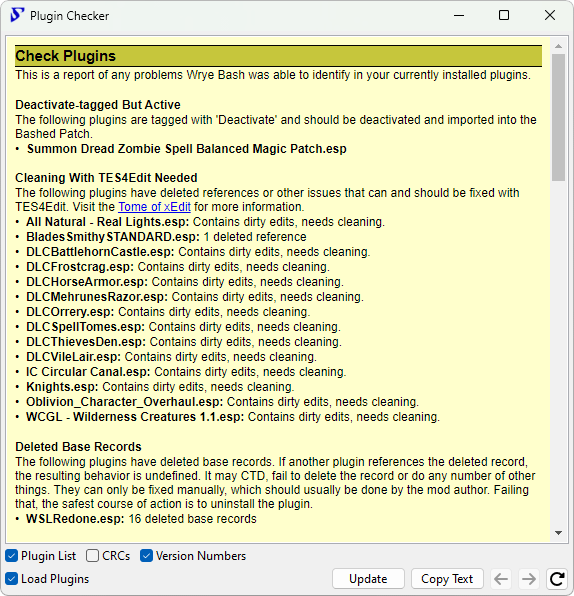 Plugin Checker
Check Plugins
This is a report of any problems Wrye Bash was able to identify in your currently installed plugins.
Deactivate-tagged But Active
The following plugins are tagged with 'Deactivate' and should be deactivated and imported into the
Bashed Patch.
• Summon Dread Zombie Spell Balanced Magic Patch.esp
Cleaning With TES4Edit Needed
The following plugins have deleted references or other issues that can and should be fixed with
TES4Edit. Visit the Tome of xEdit for more information.
• All Natural - Real Lights.esp: Contains dirty edits, needs cleaning.
• BladesSmithySTANDARD.esp: 1 deleted reference
• DLCBattlehornCastle.esp: Contains dirty edits, needs cleaning.
• DLCFrostcrag.esp: Contains dirty edits, needs cleaning.
• DLCHorseArmor.esp: Contains dirty edits, needs cleaning.
• DLCMehrunesRazor.esp: Contains dirty edits, needs cleaning.
• DLCOrrery.esp: Contains dirty edits, needs cleaning.
• DLCSpellTomes.esp: Contains dirty edits, needs cleaning.
• DLCThievesDen.esp: Contains dirty edits, needs cleaning.
• DLCVileLair.esp: Contains dirty edits, needs cleaning.
• IC Circular Canal.esp: Contains dirty edits, needs cleaning.
• Knights.esp: Contains dirty edits, needs cleaning.
• Oblivion_Character_Overhaul.esp: Contains dirty edits, needs cleaning.
• WCGL - Wilderness Creatures 1.1.esp: Contains dirty edits, needs cleaning.
Deleted Base Records
The following plugins have deleted base records. If another plugin references the deleted record,
the resulting behavior is undefined. It may CTD, fail to delete the record or do any number of other
things. They can only be fixed manually, which should usually be done by the mod author. Failing
that, the safest course of action is to uninstall the plugin.
• WSLRedone.esp: 16 deleted base records
Plugin List CRCs Version Numbers
Load Plugins Update Copy Text